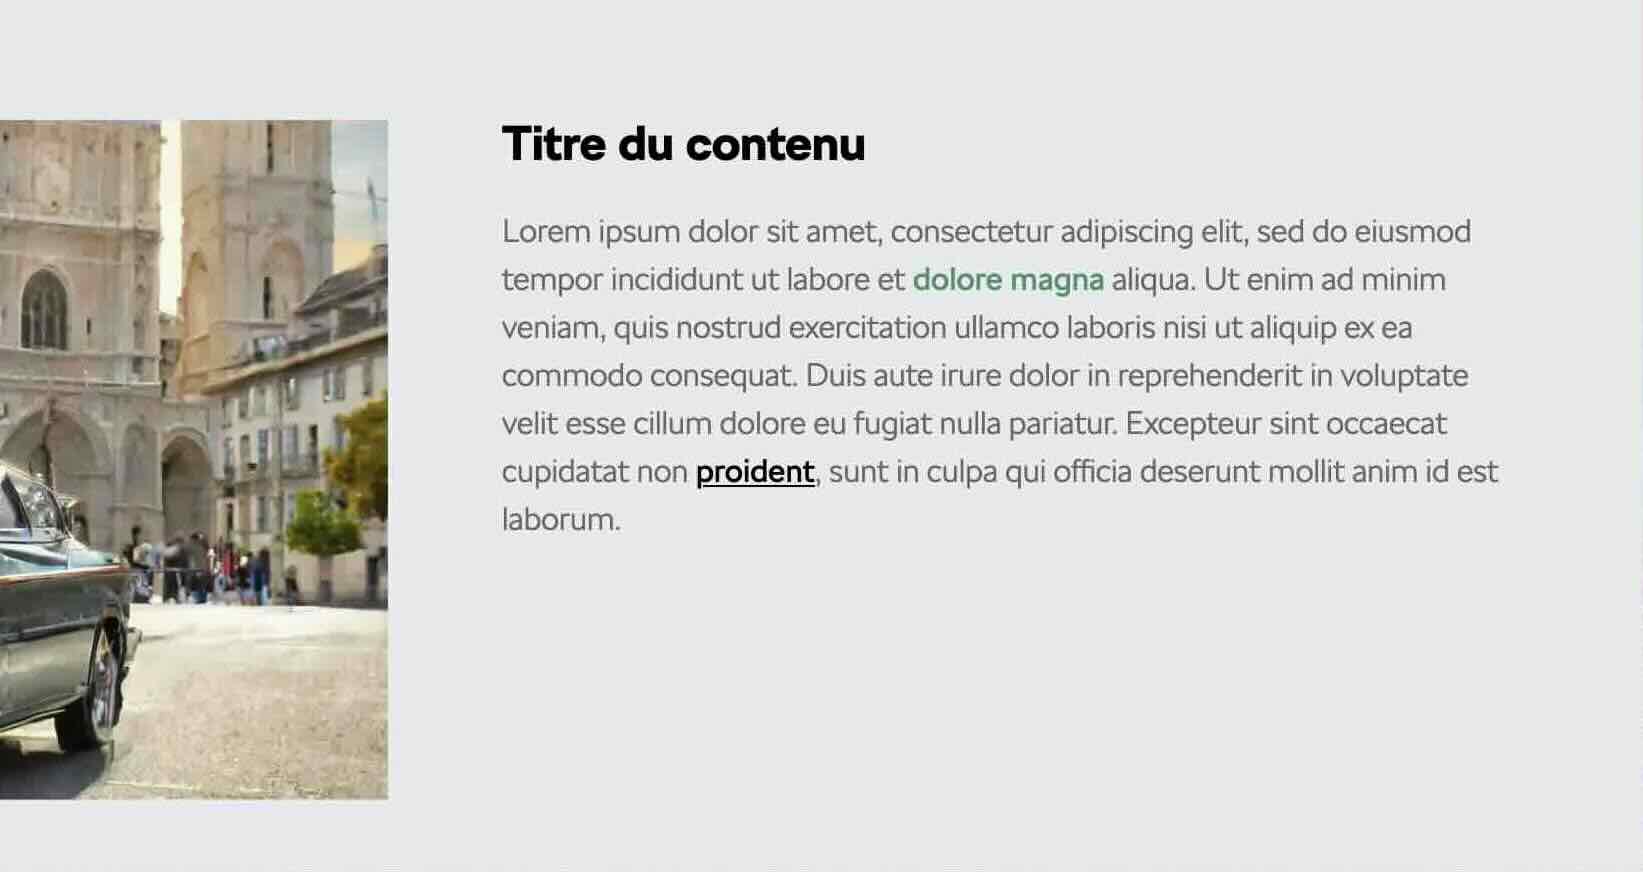 Titre du contenu
Lorem ipsum dolor sit amet, consectetur adipiscing elit, sed do eiusmod
tempor incididunt ut labore et dolore magna aliqua. Ut enim ad minim
veniam, quis nostrud exercitation ullamco laboris nisi ut aliquip ex ea
commodo consequat. Duis aute irure dolor in reprehenderit in voluptate
velit esse cillum dolore eu fugiat nulla pariatur. Excepteur sint occaecat
cupidatat non proident, sunt in culpa qui officia deserunt mollit anim id est
laborum.